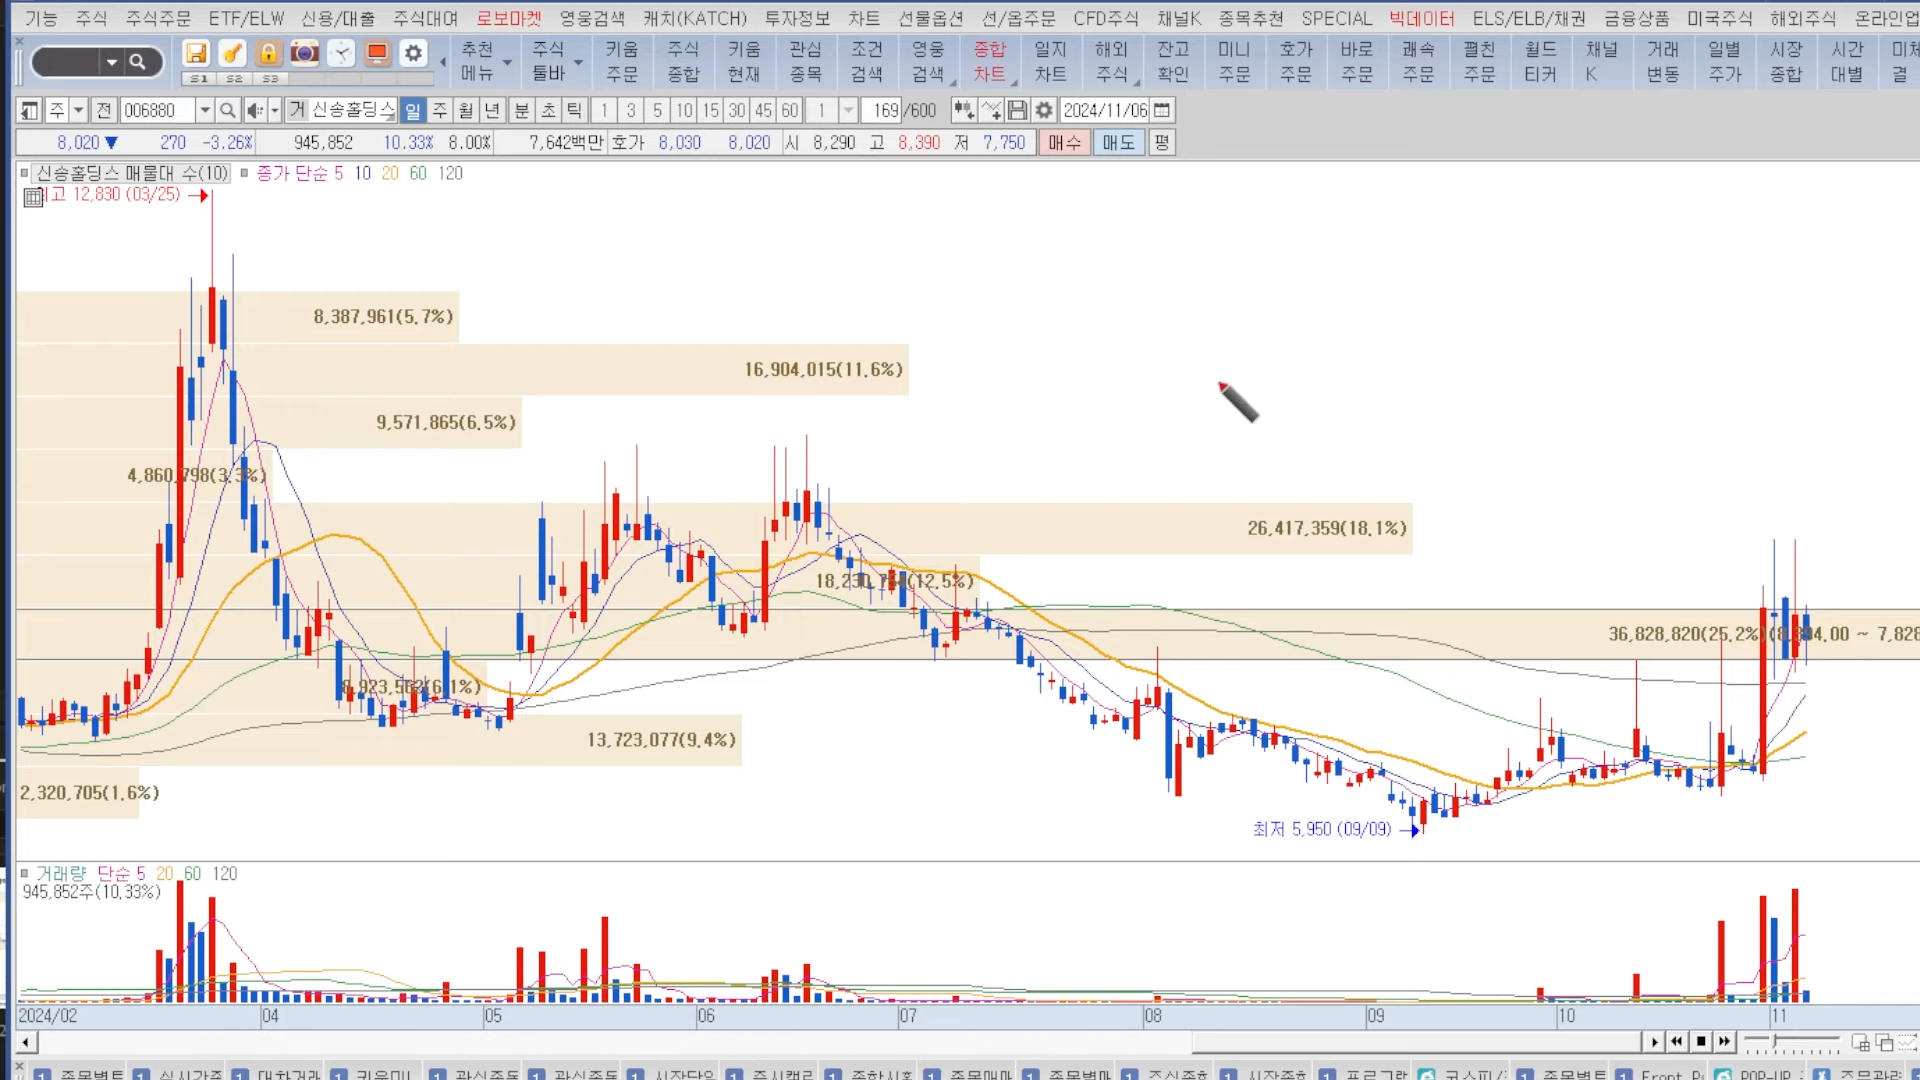 기능 주식 주식주문 ETF/ELW 신용/대출 주식대여 로보마켓 영웅검색 캐치(KATCH) 투자정보 차트 선물옵션 선/옵주문 CFD주식 채널K 종목추천 SPECIAL 빅데이터 ELS/ELB/채권 금융상품 미국주식 해외주식 온라인업
S1 S2 S3
추천 주식 키움 주식 키움 관심 조건 영웅 종합 일지 해외 잔고 미니 호가 바로 쾌속 펼친 월드 채널 거래 일별 시장 시간
메뉴 툴바 주문 종합 현재 종목 검색 검색 차트 차트 주식 확인 주문 주문 주문 주문 주문 티커 K 변동 주가 종합 대별 결
주 전 006880 거 신송홀딩스 일 주 월 년 분 초 틱 1 3 5 10 15 30 45 60 1 169 /600 2024/11/06
8,020 ▼ 270 -3.26% 945,852 10.33% 8.00% 7,642백만 호가 8,030 8,020 시 8,290 고 8,390 저 7,750 매수 매도 평
신송홀딩스 매물대 수(10) 종가 단순 5 10 20 60 120
고 12,830 (03/25)
8,387,961(5.7%)
16,904,015(11.6%)
9,571,865(6.5%)
4,860,798(3.3%)
26,417,359(18.1%)
(12.5%)
36,828,820(25.2%)
13,723,077(9.4%)
2,320,705(1.6%)
최저 5,950 (09/09)
거래량 단순 5 20 60 120
945,852주(10.33%)
2024/02 04 05 06 07 08 09 10 11